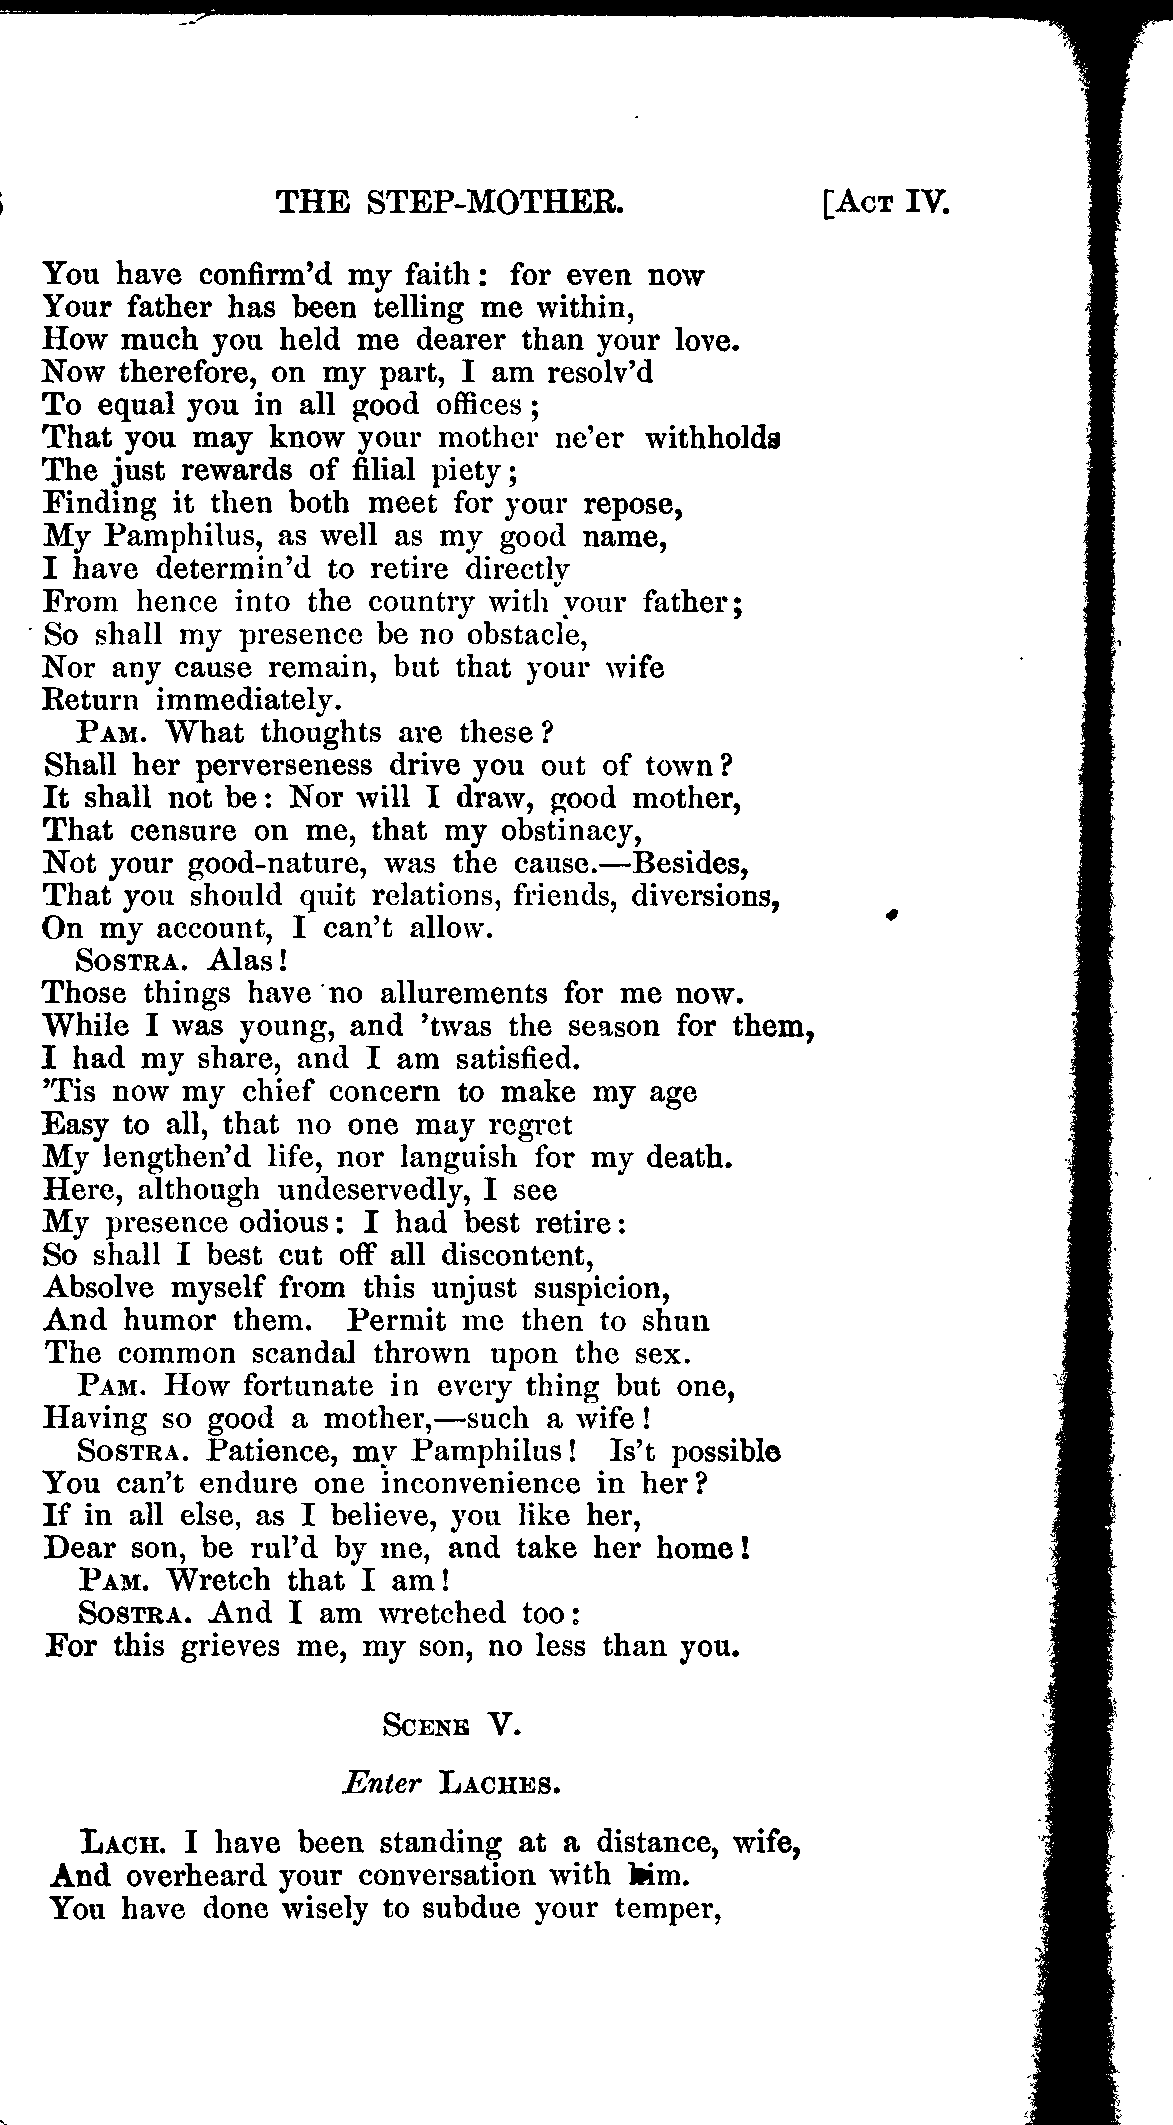 THE STEP-MOTHER. [ACT IV.
You have confirm'd my faith: for even now
Your father has been telling me within,
How much you held me dearer than your love.
Now therefore, on my part, I am resolv'd
To equal you in all good offices;
That you may know your mother ne'er withholds
The just rewards of filial piety;
Finding it then both meet for your repose,
My Pamphilus, as well as my good name,
I have determin'd to retire directly
From hence into the country with your father;
So shall my presence be no obstacle,
Nor any cause remain, but that your wife
Return immediately.
PAM. What thoughts are these?
Shall her perverseness drive you out of town?
It shall not be: Nor will I draw, good mother,
That censure on me, that my obstinacy,
Not your good-nature, was the cause.—Besides,
That you should quit relations, friends, diversions,
On my account, I can't allow.
SOSTRA. Alas!
Those things have no allurements for me now.
While I was young, and 'twas the season for them,
I had my share, and I am satisfied.
'Tis now my chief concern to make my age
Easy to all, that no one may regret
My lengthen'd life, nor languish for my death.
Here, although undeservedly, I see
My presence odious: I had best retire:
So shall I best cut off all discontent,
Absolve myself from this unjust suspicion,
And humor them. Permit me then to shun
The common scandal thrown upon the sex.
PAM. How fortunate in every thing but one,
Having so good a mother,—such a wife!
SOSTRA. Patience, my Pamphilus! Is't possible
You can't endure one inconvenience in her?
If in all else, as I believe, you like her,
Dear son, be rul'd by me, and take her home!
PAM. Wretch that I am!
SOSTRA. And I am wretched too:
For this grieves me, my son, no less than you.
SCENE V.
Enter LACHES.
LACH. I have been standing at a distance, wife,
And overheard your conversation with him.
You have done wisely to subdue your temper,